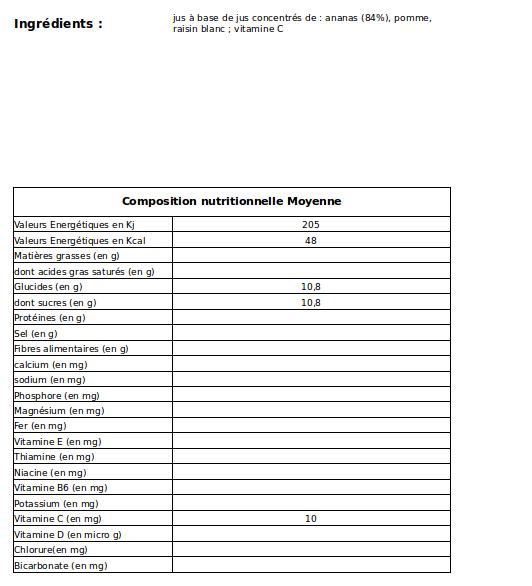 Ingrédients :
jus à base de jus concentrés de : ananas (84%), pomme,
raisin blanc ; vitamine C
Composition nutritionnelle Moyenne
Valeurs Energétiques en Kj 205
Valeurs Energétiques en Kcal 48
Matières grasses (en g)
dont acides gras saturés (en g)
Glucides (en g) 10,8
dont sucres (en g) 10,8
Protéines (en g)
Sel (en g)
Fibres alimentaires (en g)
calcium (en mg)
sodium (en mg)
Phosphore (en mg)
Magnésium (en mg)
Fer (en mg)
Vitamine E (en mg)
Thiamine (en mg)
Niacine (en mg)
Vitamine B6 (en mg)
Potassium (en mg)
Vitamine C (en mg) 10
Vitamine D (en micro g)
Chlorure(en mg)
Bicarbonate (en mg)